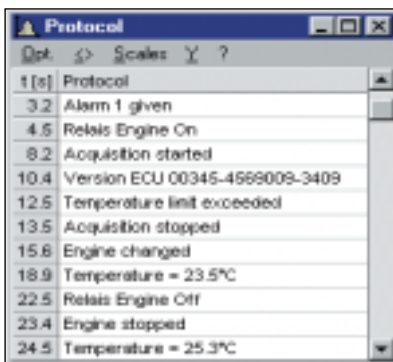 Protocol
Opt. <> Scales Y ?
t [s] Protocol
3.2 Alarm 1 given
4.5 Relais Engine On
8.2 Acquisition started
10.4 Version ECU 00345-4569009-3409
12.5 Temperature limit exceeded
13.5 Acquisition stopped
15.6 Engine changed
18.9 Temperature = 23.5°C
22.5 Relais Engine Off
23.4 Engine stopped
24.5 Temperature = 25.3°C